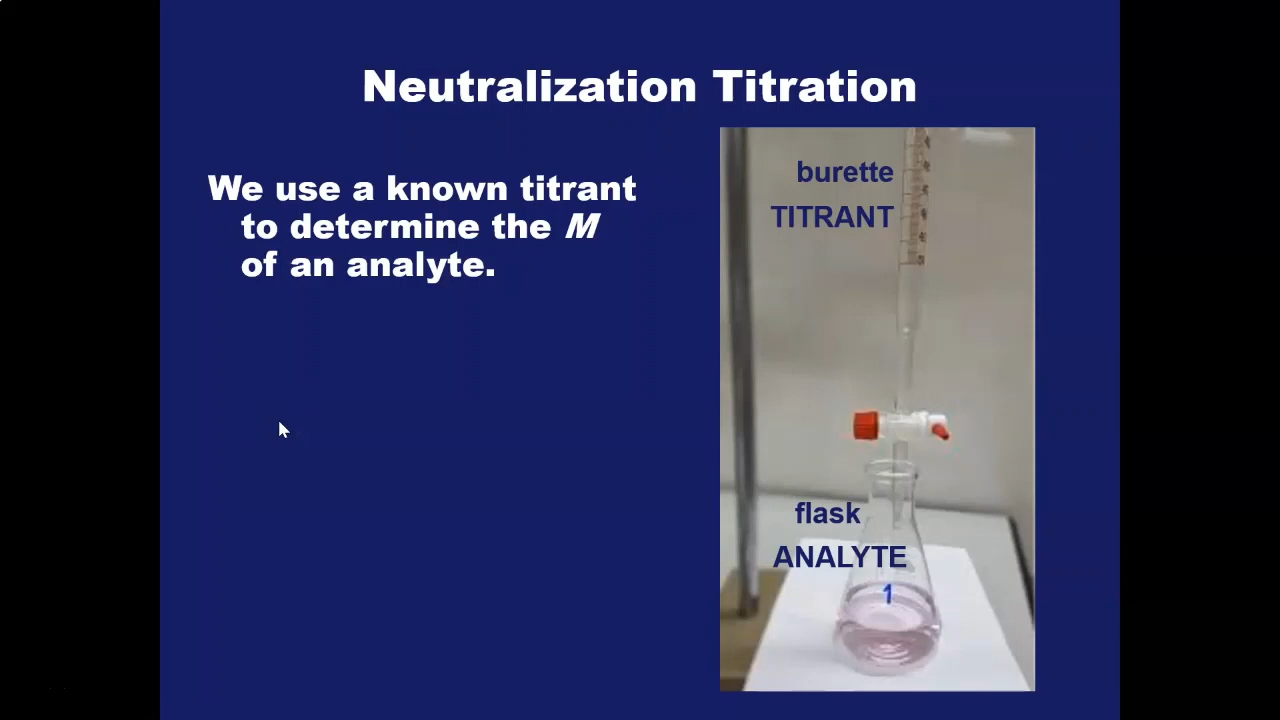 Neutralization Titration
We use a known titrant
to determine the M
of an analyte.
burette
TITRANT
flask
ANALYTE
1